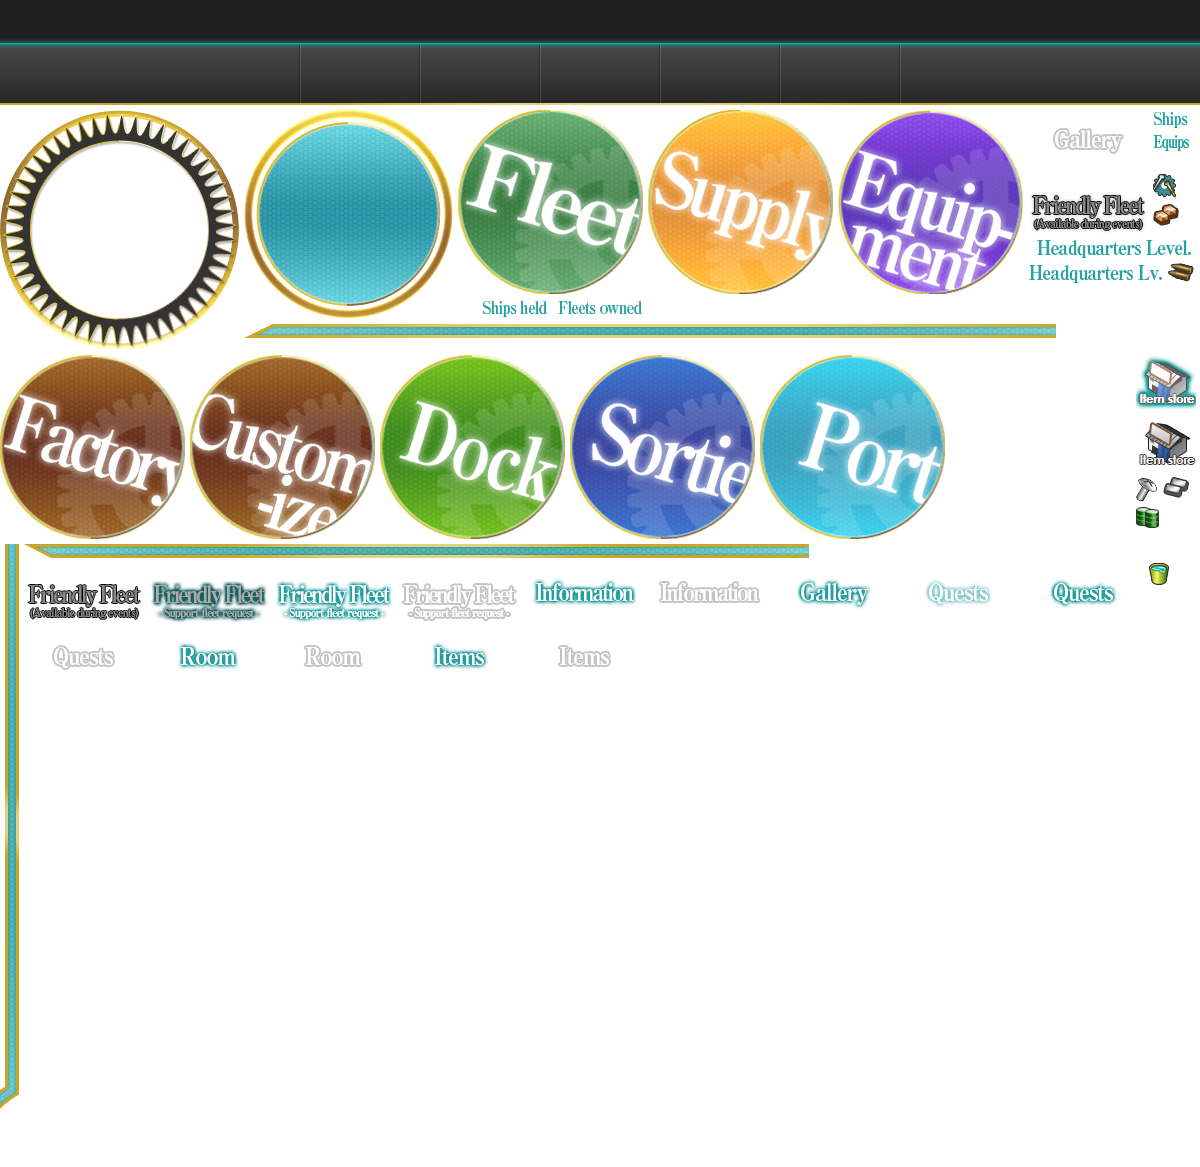 Fleet
Supply
Equip-
ment
Gallery
Ships
Equips
Friendly Fleet
(Available during events)
Headquarters Level.
Headquarters Lv.
Ships held
Fleets owned
Factory
Custom
-ize
Dock
Sortie
Port
Item store
Item store
Friendly Fleet
(Available during events)
Friendly Fleet
- Support fleet request -
Friendly Fleet
- Support fleet request -
Friendly Fleet
- Support fleet request -
Information
Information
Gallery
Quests
Quests
Quests
Room
Room
Items
Items